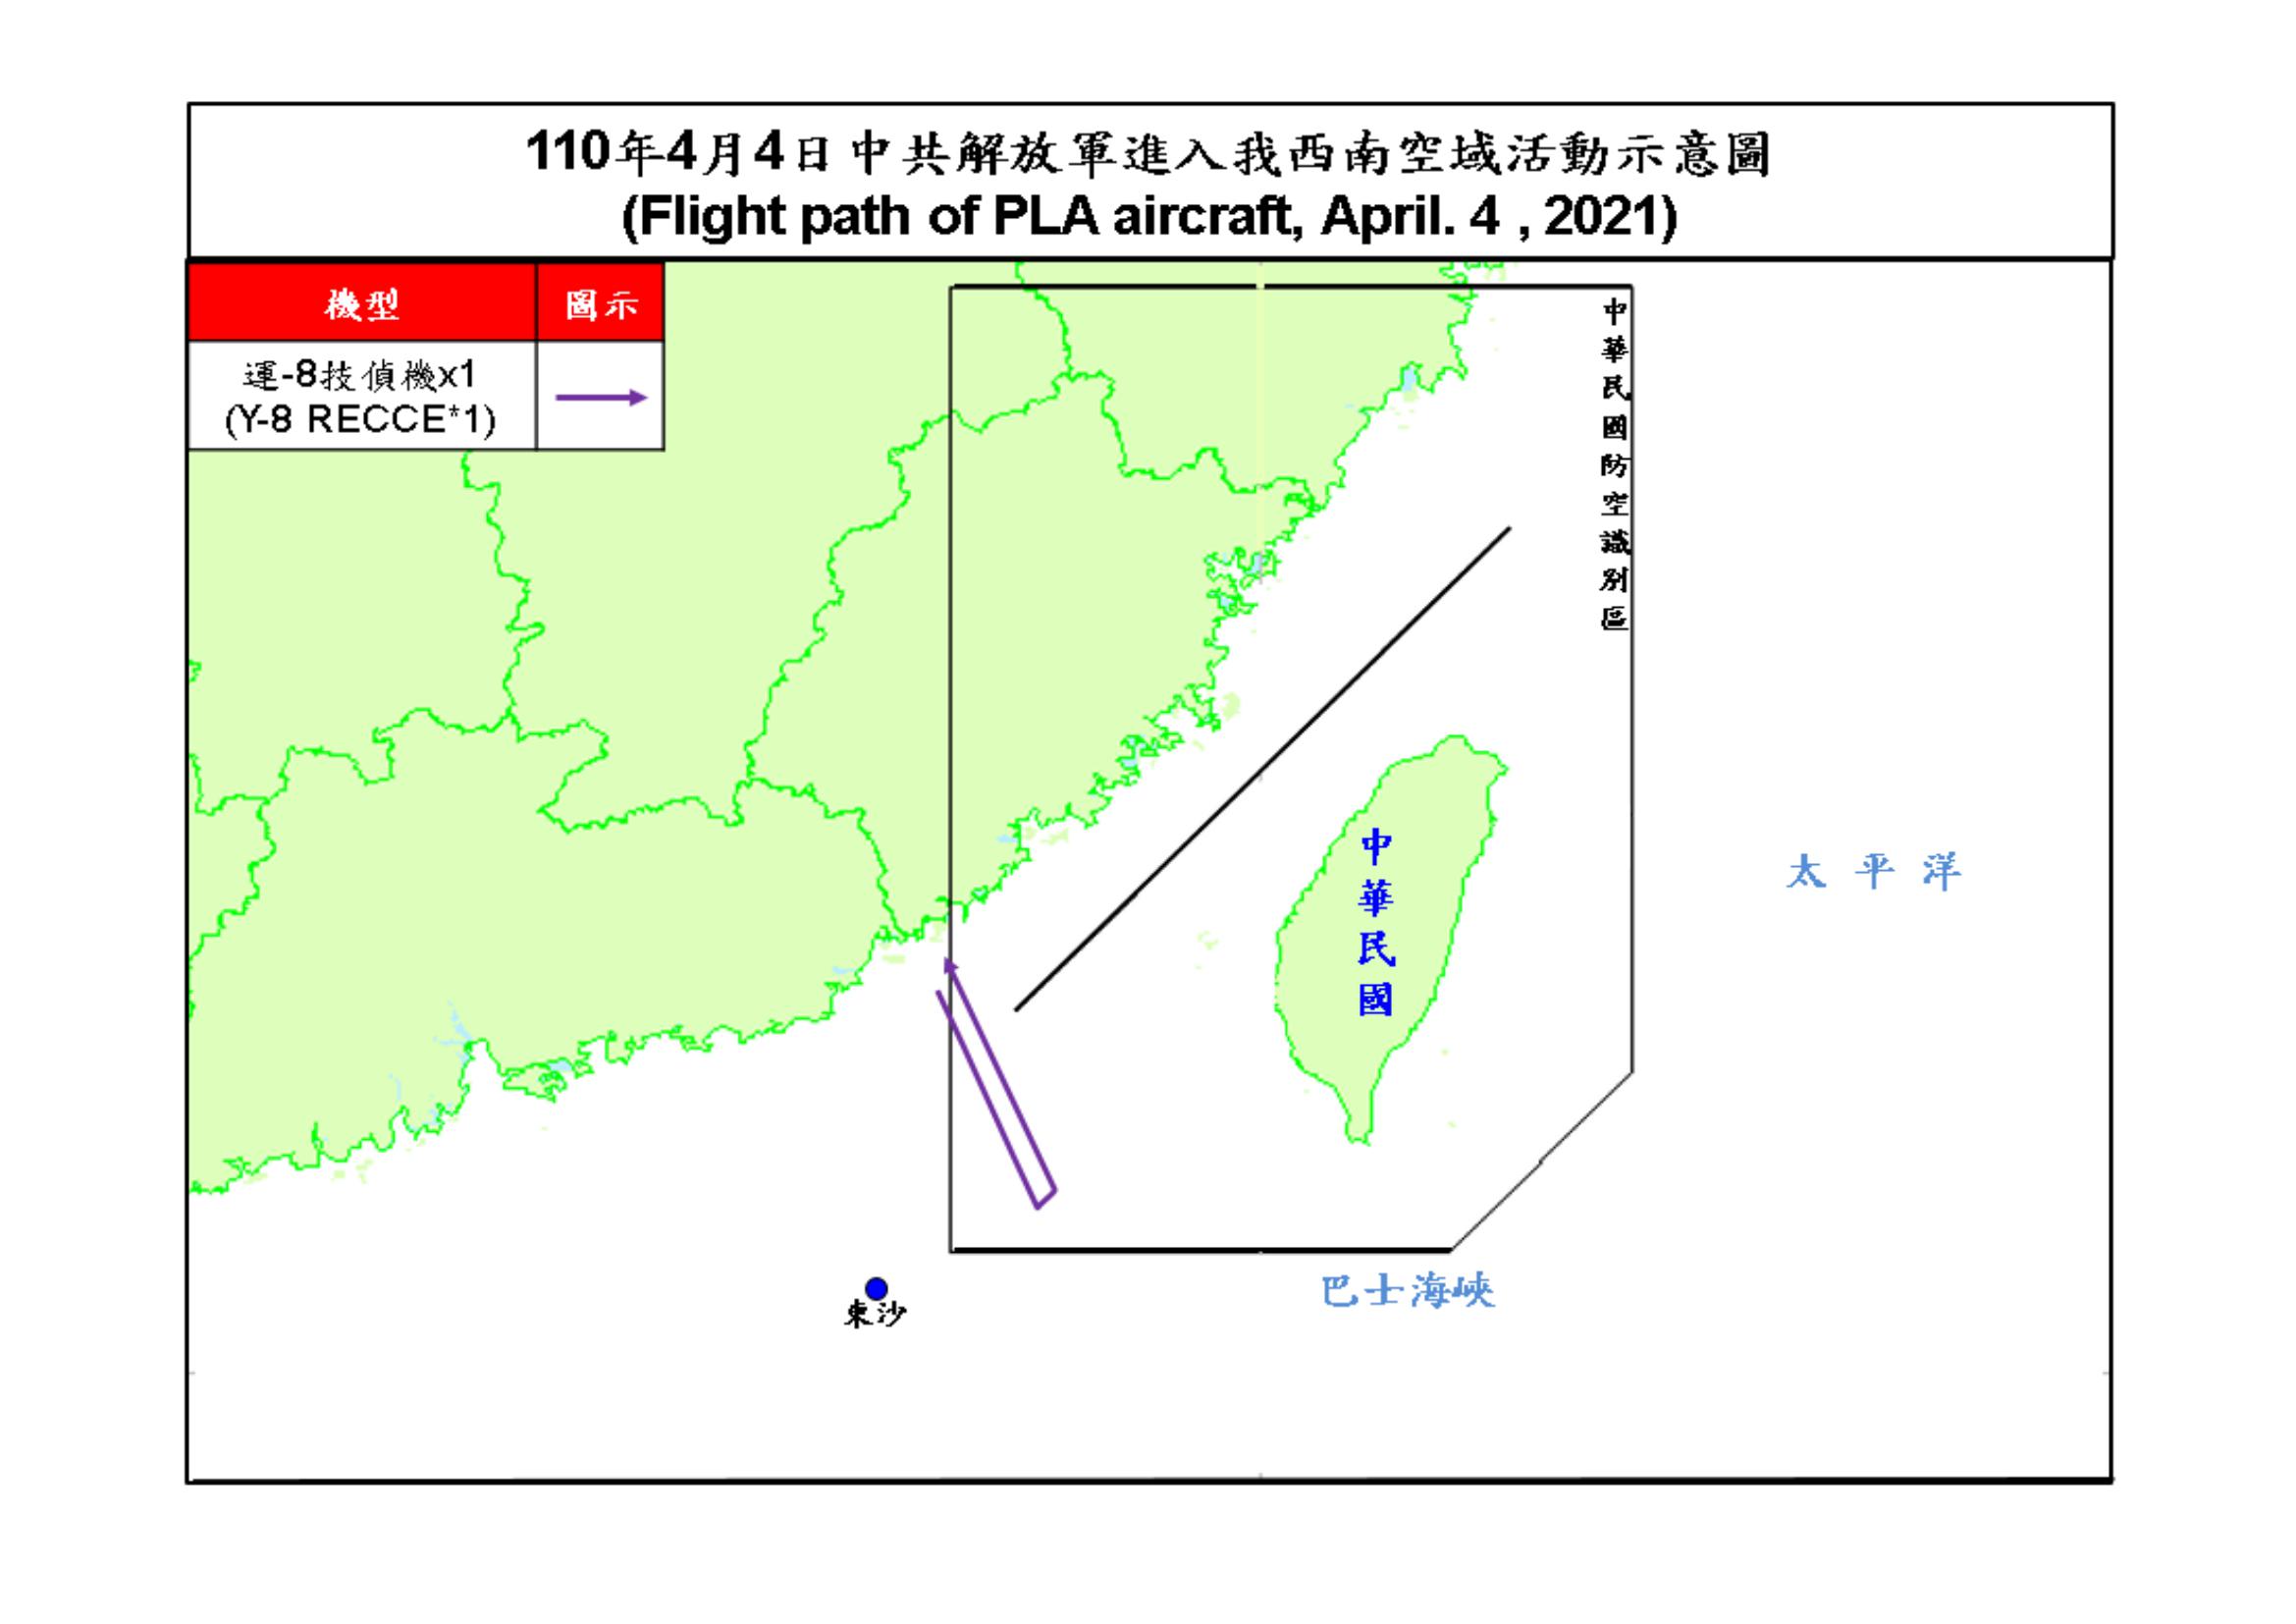 110年4月4日中共解放軍進入我西南空域活動示意圖
(Flight path of PLA aircraft, April. 4 , 2021)
機型
圖示
運-8技偵機x1
(Y-8 RECCE*1)
中華民國防空識別區
中華民國
太平洋
巴士海峽
東沙